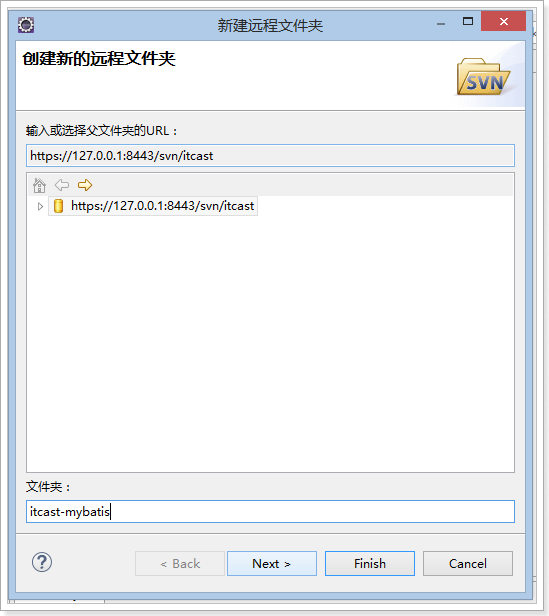 新建远程文件夹
创建新的远程文件夹
SVN
输入或选择父文件夹的URL：
https://127.0.0.1:8443/svn/itcast
https://127.0.0.1:8443/svn/itcast
文件夹：
itcast-mybatis
?
< Back
Next >
Finish
Cancel